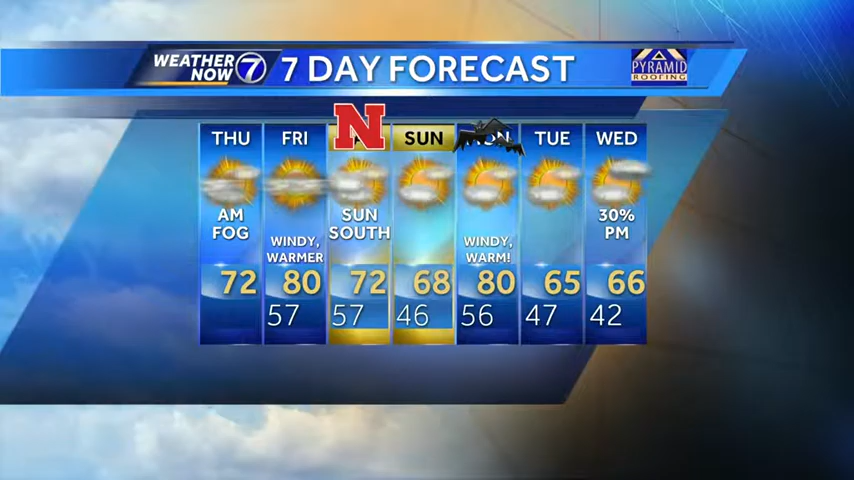 WEATHER NOW 7
7 DAY FORECAST
PYRAMID
ROOFING
N
THU FRI SUN TUE WED
AM FOG
WINDY, WARMER
SUN SOUTH
WINDY, WARM!
30% PM
72 80 72 68 80 65 66
57 57 46 56 47 42